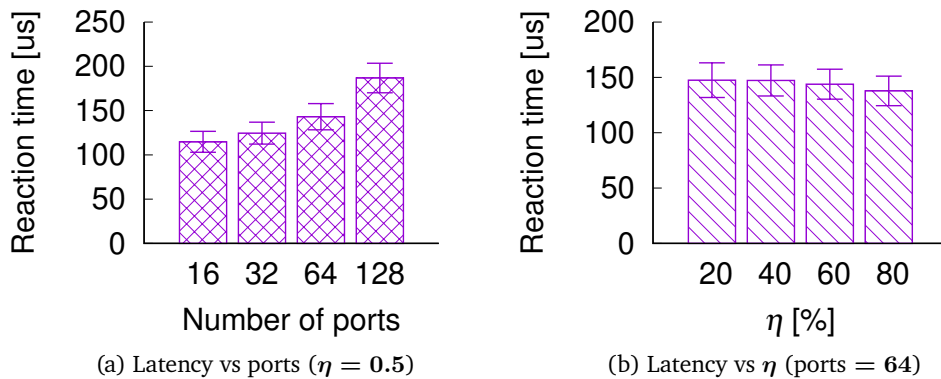 Reaction time [us]
250
200
150
100
50
0
16 32 64 128
Number of ports
(a) Latency vs ports (η = 0.5)
Reaction time [us]
200
150
100
50
0
20 40 60 80
η [%]
(b) Latency vs η (ports = 64)